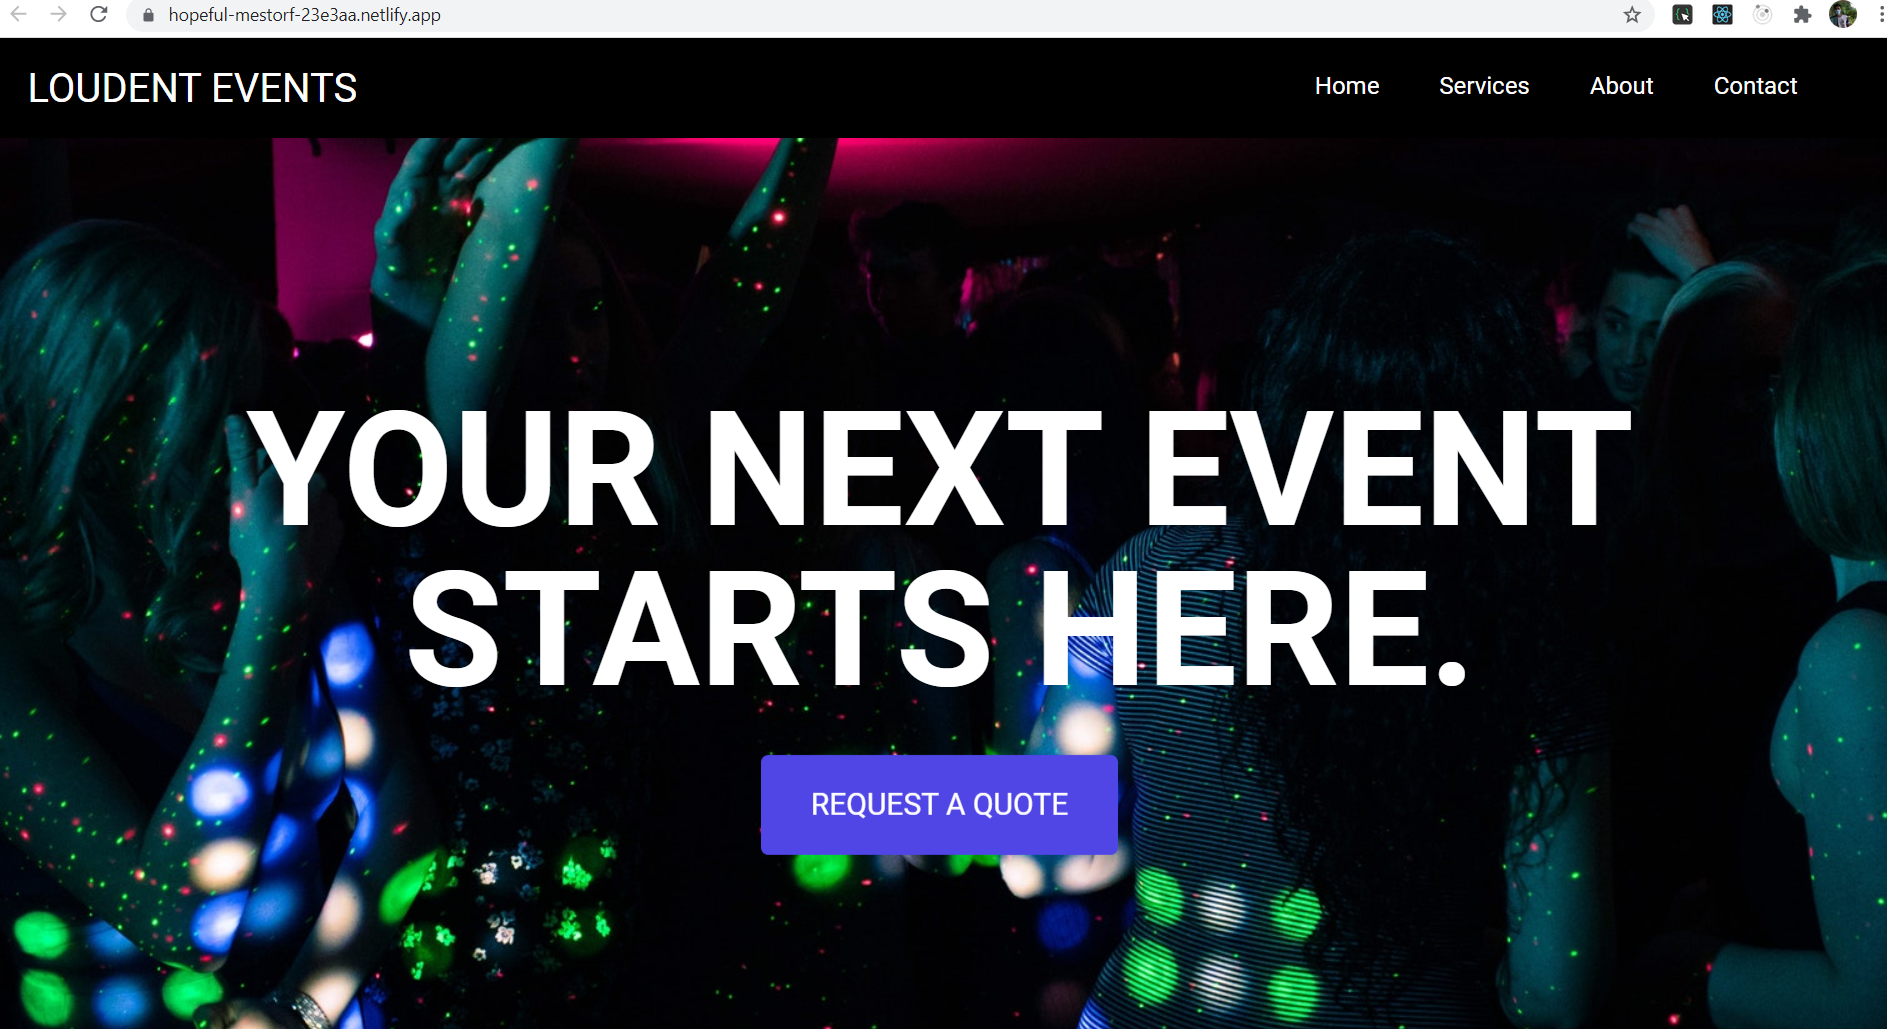 hopeful-mestorf-23e3aa.netlify.app
LOUDENT EVENTS
Home Services About Contact
YOUR NEXT EVENT
STARTS HERE.
REQUEST A QUOTE